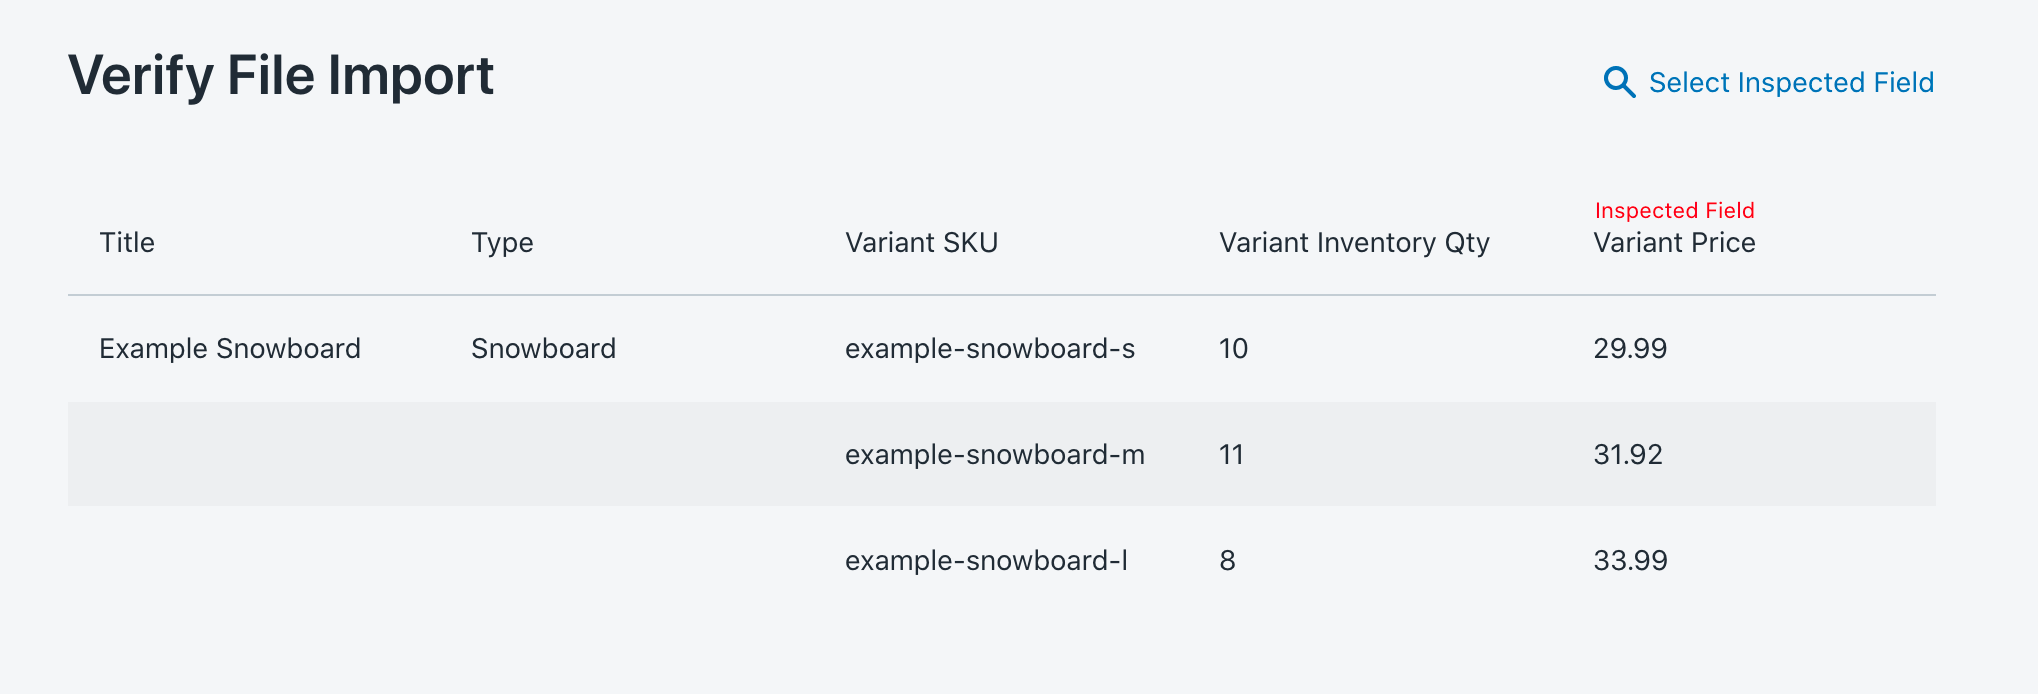 Verify File Import
Select Inspected Field
Inspected Field
Title Type Variant SKU Variant Inventory Qty Variant Price
Example Snowboard Snowboard example-snowboard-s 10 29.99
example-snowboard-m 11 31.92
example-snowboard-l 8 33.99